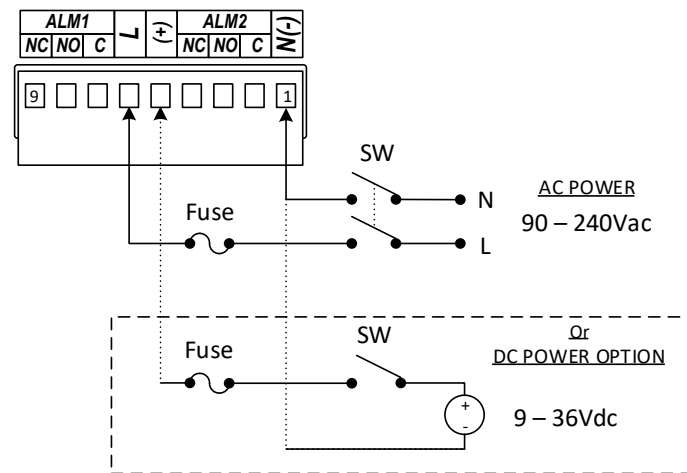 ALM1 L (+) ALM2 N(-)
NC NO C NC NO C
9 1
SW
N AC POWER
Fuse 90 – 240Vac
L
Or
Fuse SW DC POWER OPTION
+
9 – 36Vdc
-